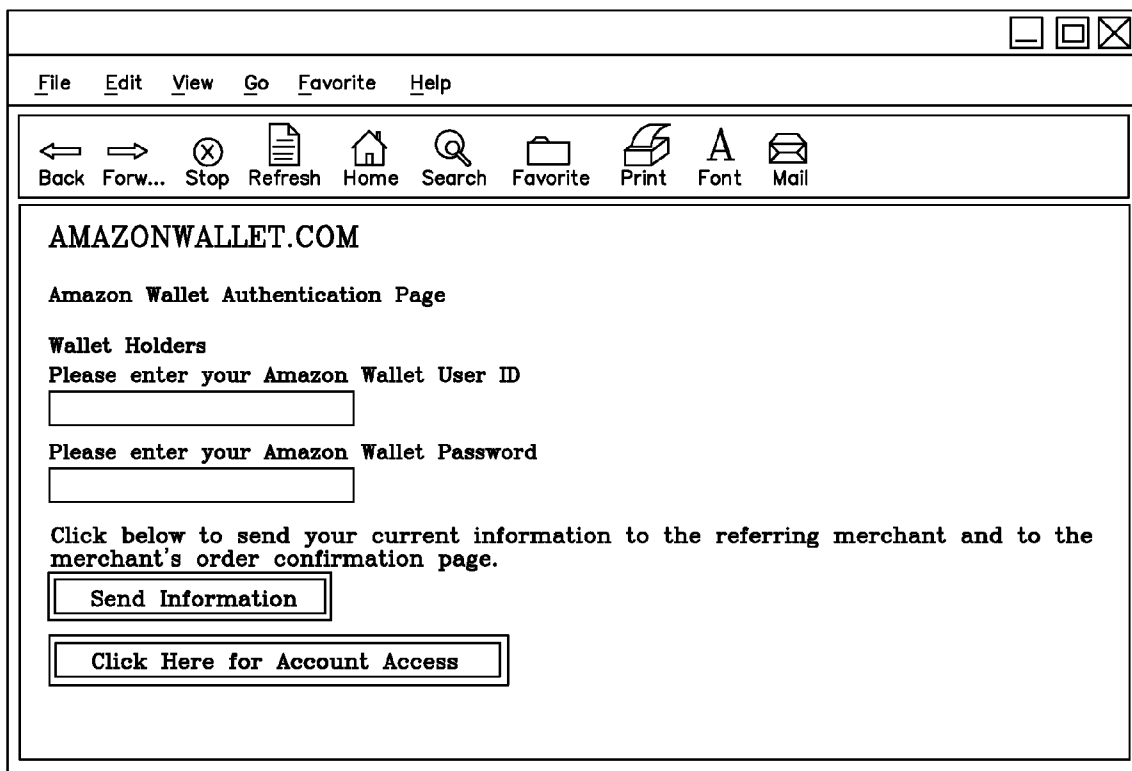 File Edit View Go Favorite Help
Back Forw... Stop Refresh Home Search Favorite Print A Font Mail
AMAZONWALLET.COM
Amazon Wallet Authentication Page
Wallet Holders
Please enter your Amazon Wallet User ID
Please enter your Amazon Wallet Password
Click below to send your current information to the referring merchant and to the
merchant's order confirmation page.
Send Information
Click Here for Account Access